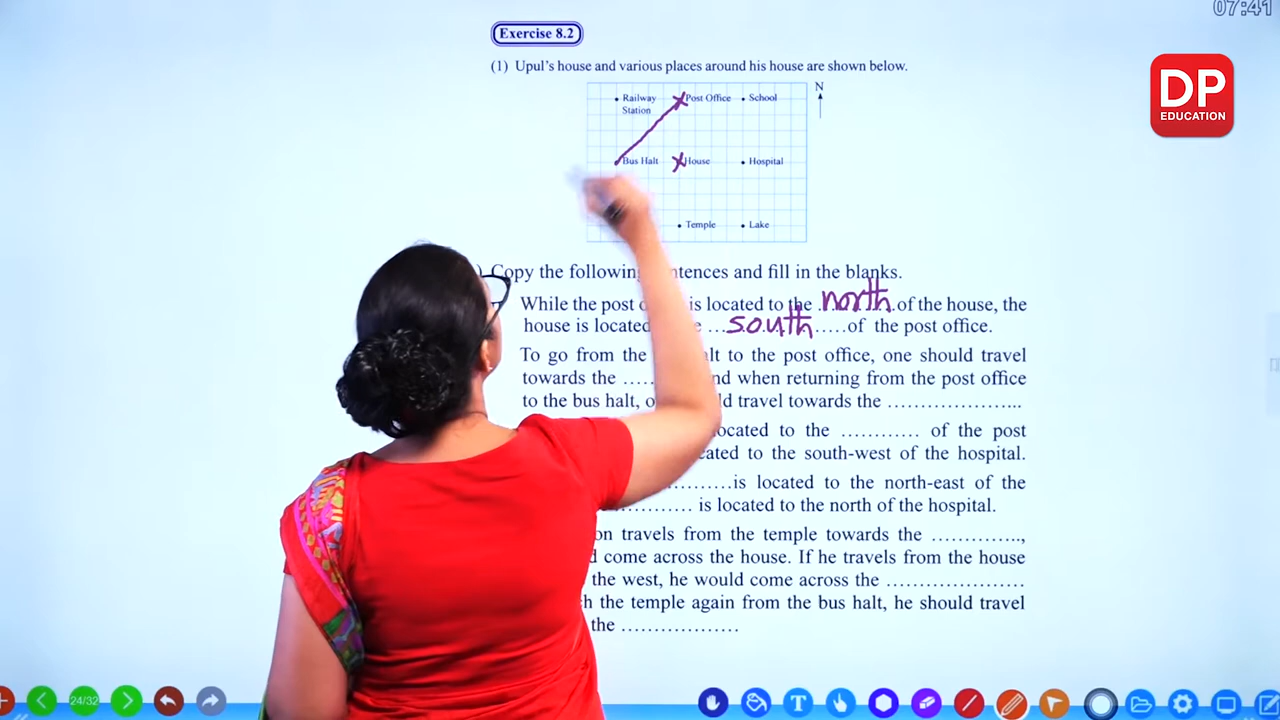 07:41
Exercise 8.2
DP
EDUCATION
(1) Upul's house and various places around his house are shown below.
N
Railway Station
Post Office
School
Bus Halt
House
Hospital
Temple
Lake
Copy the following sentences and fill in the blanks.
While the post is located to the north of the house, the
house is located south of the post office.
To go from the to the post office, one should travel
towards the ..... when returning from the post office
to the bus halt, travel towards the .....................
located to the ............ of the post
to the south-west of the hospital.
.........is located to the north-east of the
............ is located to the north of the hospital.
travels from the temple towards the .............,
come across the house. If he travels from the house
the west, he would come across the .....................
the temple again from the bus halt, he should travel
the ..................
24/32